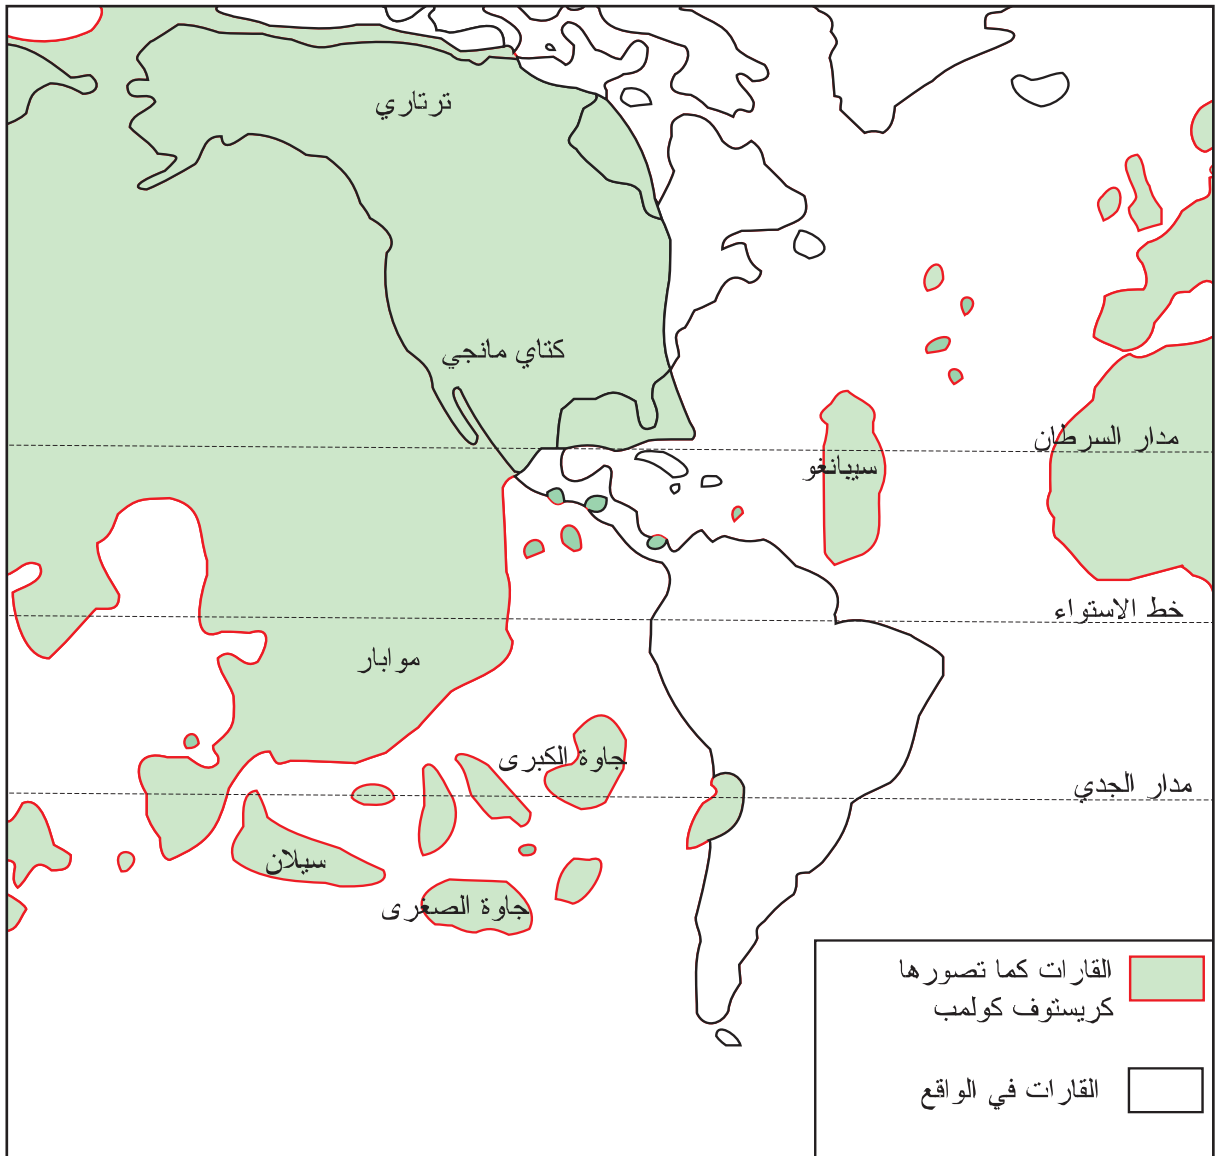 ترتاري
كتاي مانجي
مدار السرطان
سيبانغو
خط الاستواء
موابار
جاوة الكبرى
مدار الجدي
سيلان
جاوة الصغرى
القارات كما تصورها
كريستوف كولمب
القارات في الواقع